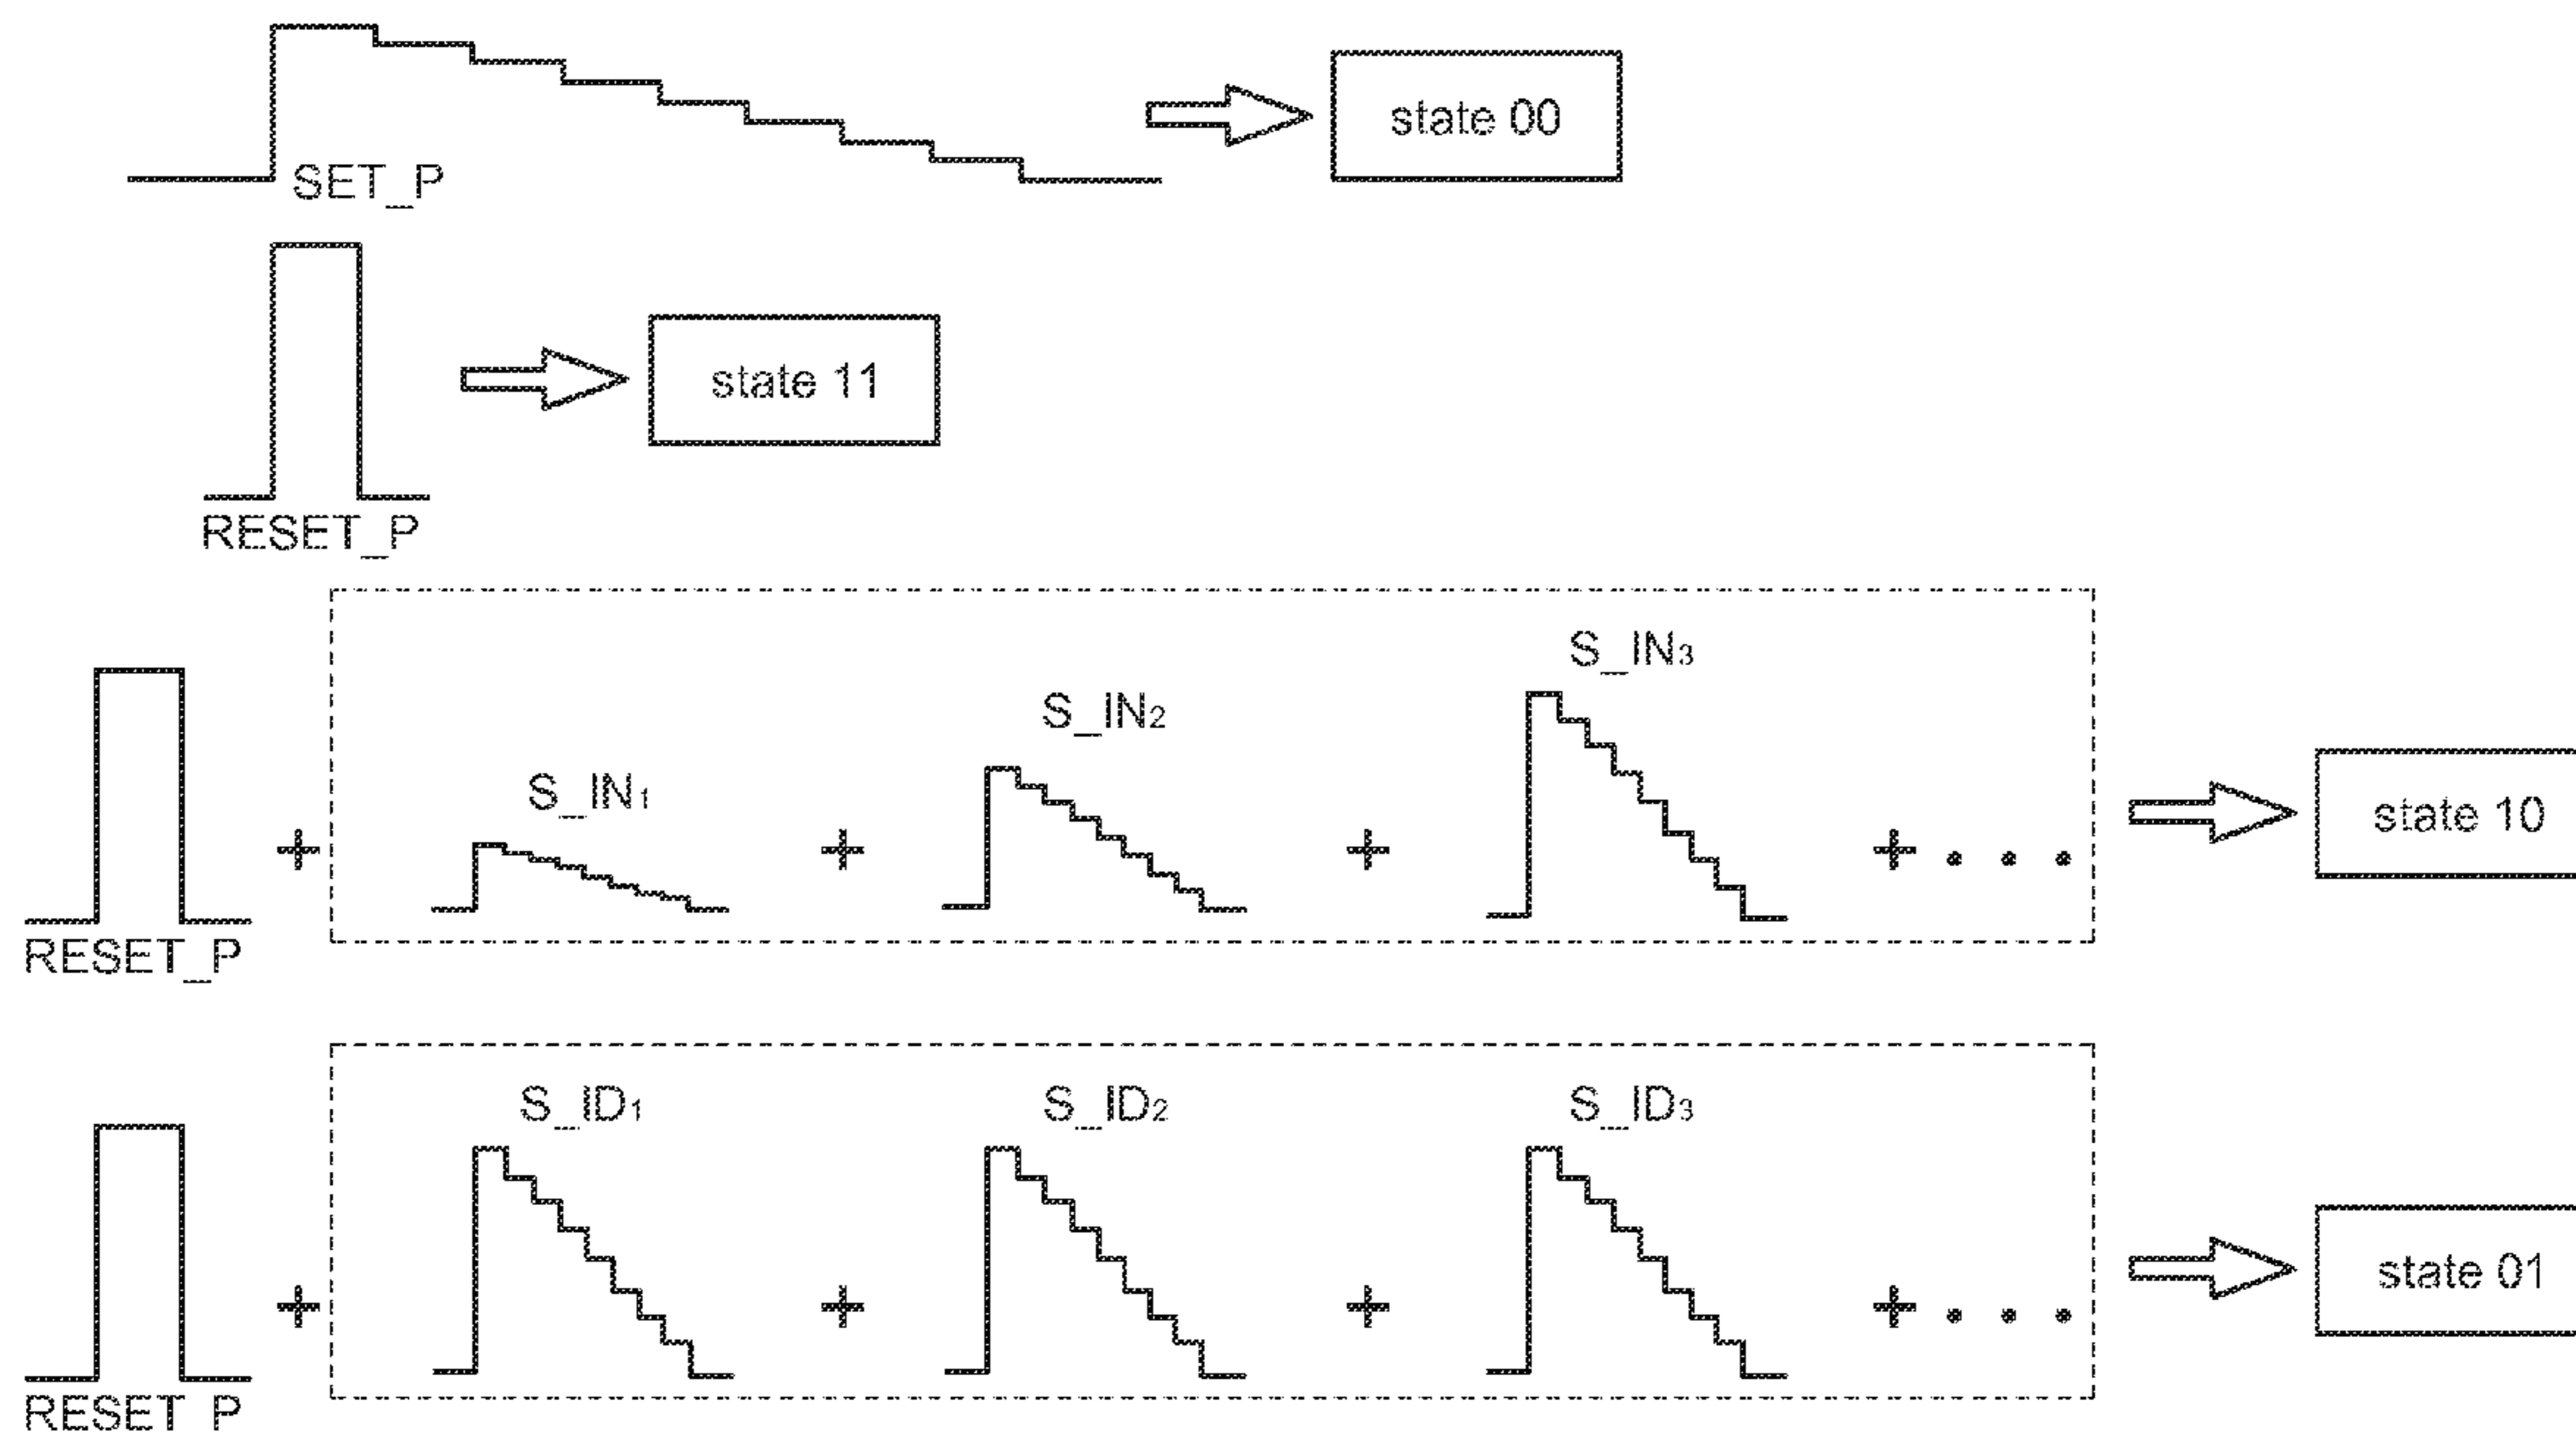 SET_P
state 00
state 11
RESET_P
S_IN₁ + S_IN₂ + S_IN₃ + • • •
+
RESET_P
state 10
S_ID₁ + S_ID₂ + S_ID₃ + • • •
+
RESET_P
state 01